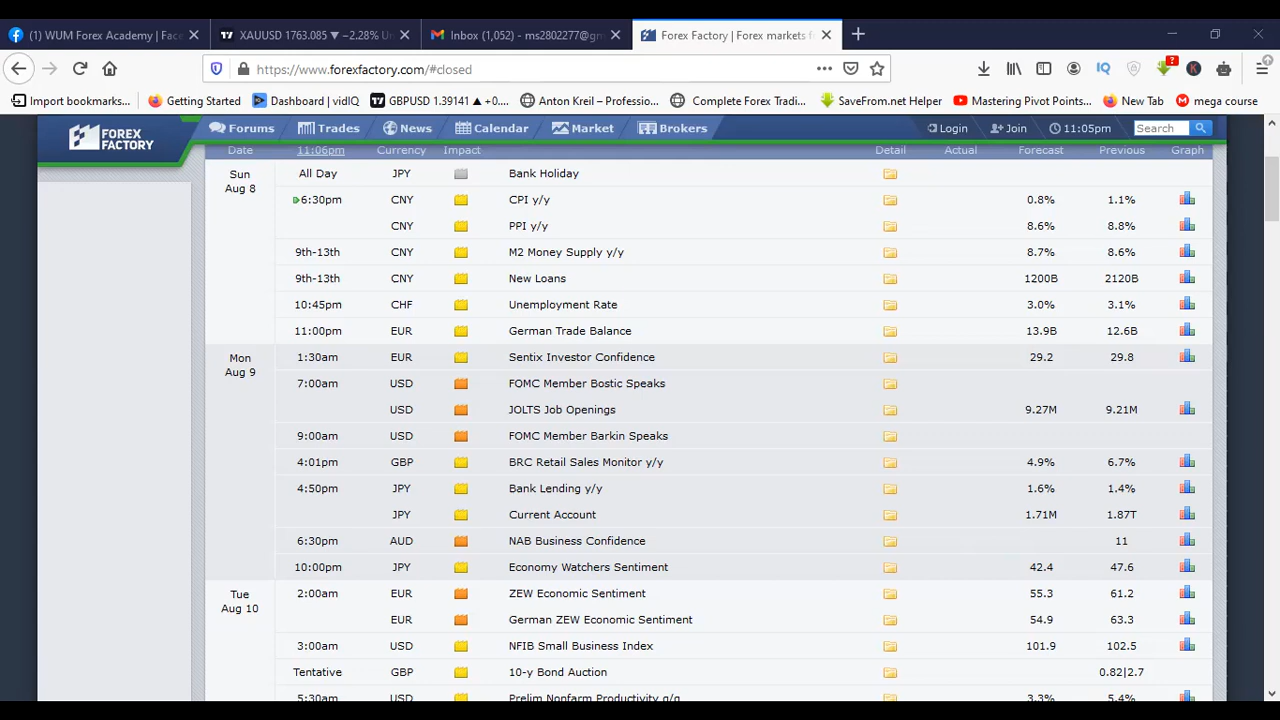 (1) WUM Forex Academy | Face
XAUUSD 1763.085 ▼ −2.28% Un
Inbox (1,052) - ms2802277@gm
Forex Factory | Forex markets f
https://www.forexfactory.com/#closed
Import bookmarks...
Getting Started
Dashboard | vidIQ
GBPUSD 1.39141 ▲ +0...
Anton Kreil – Professio...
Complete Forex Tradi...
SaveFrom.net Helper
Mastering Pivot Points...
New Tab
mega course
FOREX FACTORY
Forums Trades News Calendar Market Brokers Login Join 11:05pm Search
Date 11:06pm Currency Impact Detail Actual Forecast Previous Graph
Sun Aug 8 All Day JPY Bank Holiday
6:30pm CNY CPI y/y 0.8% 1.1%
CNY PPI y/y 8.6% 8.8%
9th-13th CNY M2 Money Supply y/y 8.7% 8.6%
9th-13th CNY New Loans 1200B 2120B
10:45pm CHF Unemployment Rate 3.0% 3.1%
11:00pm EUR German Trade Balance 13.9B 12.6B
Mon Aug 9 1:30am EUR Sentix Investor Confidence 29.2 29.8
7:00am USD FOMC Member Bostic Speaks
USD JOLTS Job Openings 9.27M 9.21M
9:00am USD FOMC Member Barkin Speaks
4:01pm GBP BRC Retail Sales Monitor y/y 4.9% 6.7%
4:50pm JPY Bank Lending y/y 1.6% 1.4%
JPY Current Account 1.71M 1.87T
6:30pm AUD NAB Business Confidence 11
10:00pm JPY Economy Watchers Sentiment 42.4 47.6
Tue Aug 10 2:00am EUR ZEW Economic Sentiment 55.3 61.2
EUR German ZEW Economic Sentiment 54.9 63.3
3:00am USD NFIB Small Business Index 101.9 102.5
Tentative GBP 10-y Bond Auction 0.82|2.7
5:30am USD Prelim Nonfarm Productivity q/q 3.3% 5.4%